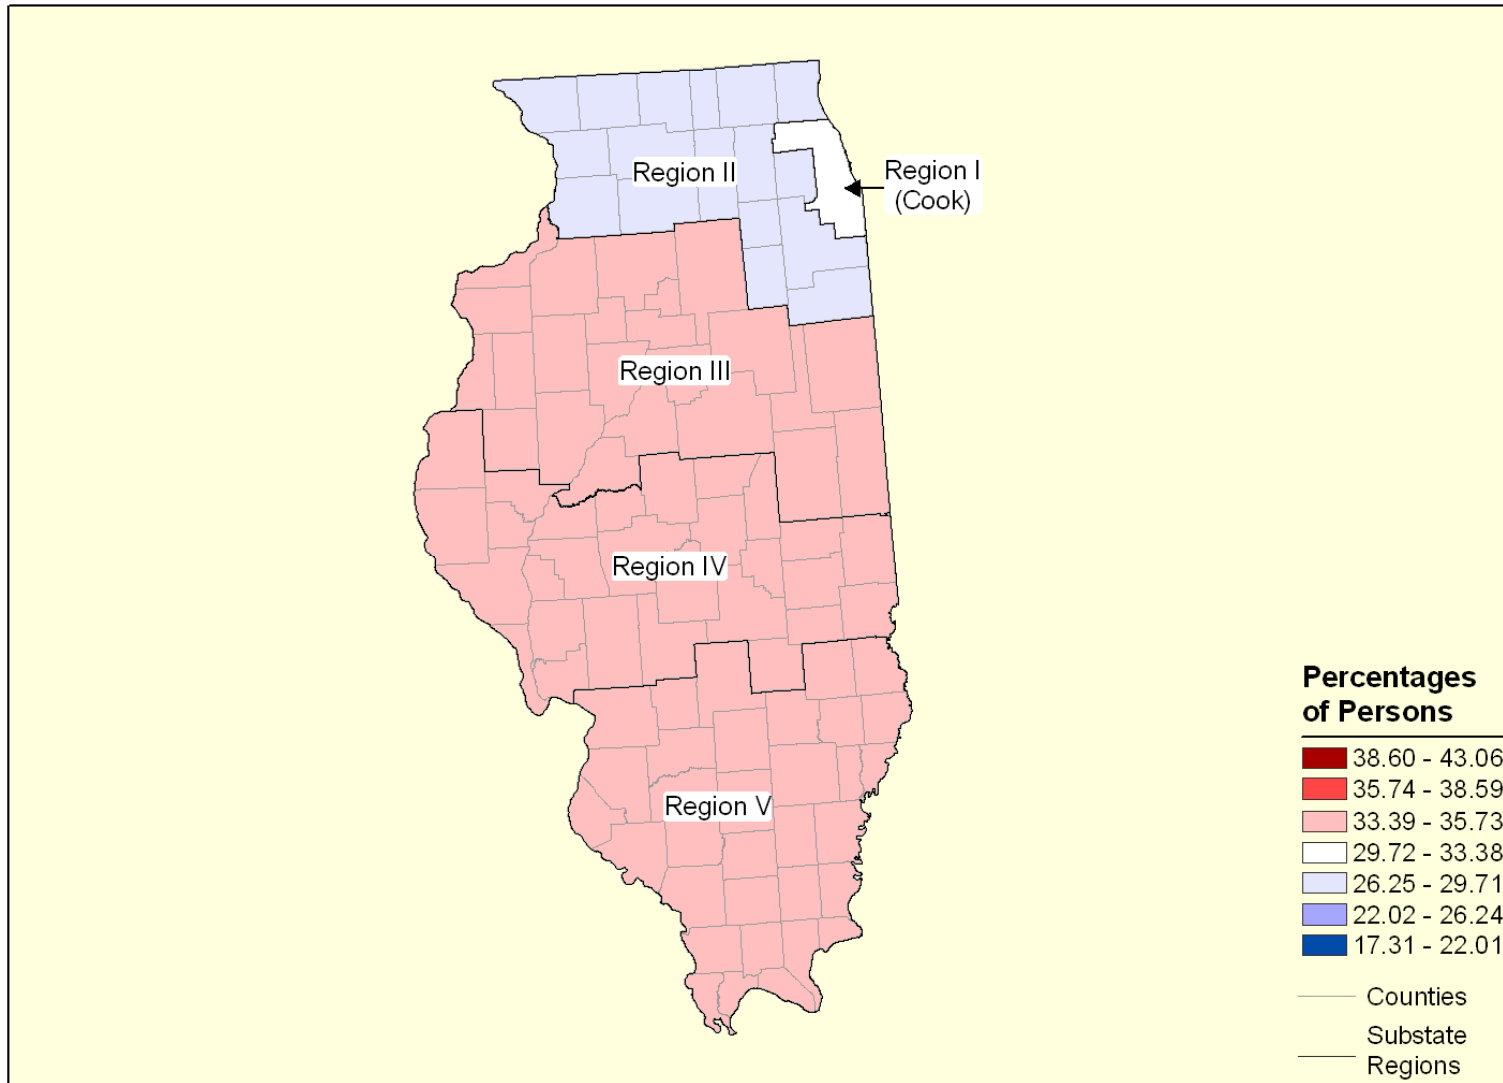 Region II
Region I
(Cook)
Region III
Region IV
Region V
Percentages
of Persons
38.60 - 43.06
35.74 - 38.59
33.39 - 35.73
29.72 - 33.38
26.25 - 29.71
22.02 - 26.24
17.31 - 22.01
Counties
Substate
Regions